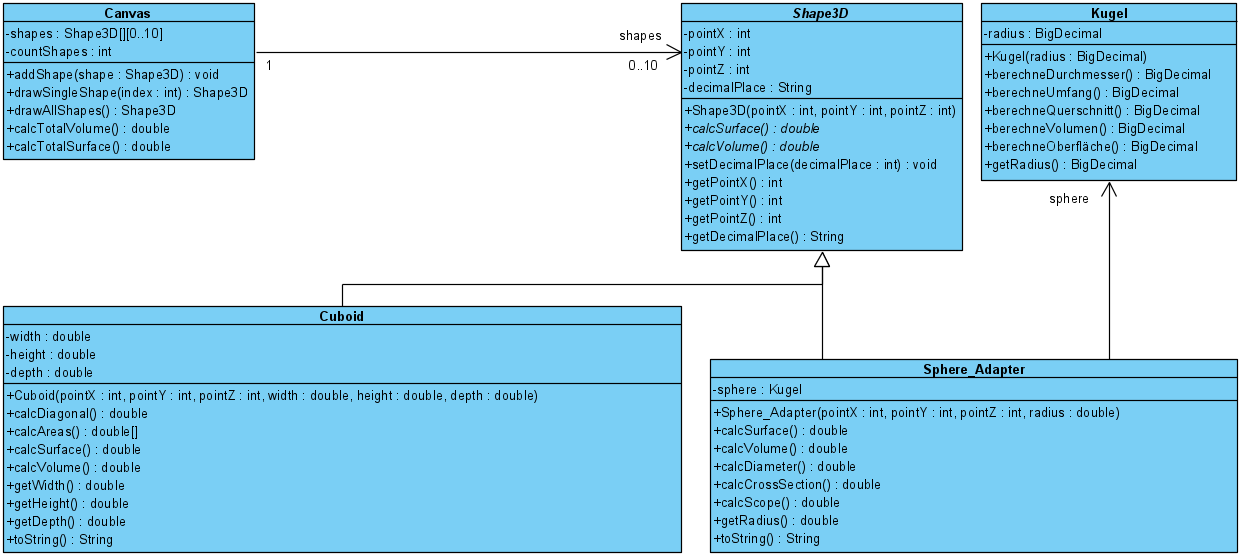 Canvas
-shapes : Shape3D[][0..10]
-countShapes : int
+addShape(shape : Shape3D) : void
+drawSingleShape(index : int) : Shape3D
+drawAllShapes() : Shape3D
+calcTotalVolume() : double
+calcTotalSurface() : double
1
shapes
0..10
Shape3D
-pointX : int
-pointY : int
-pointZ : int
-decimalPlace : String
+Shape3D(pointX : int, pointY : int, pointZ : int)
+calcSurface() : double
+calcVolume() : double
+setDecimalPlace(decimalPlace : int) : void
+getPointX() : int
+getPointY() : int
+getPointZ() : int
+getDecimalPlace() : String
Kugel
-radius : BigDecimal
+Kugel(radius : BigDecimal)
+berechneDurchmesser() : BigDecimal
+berechneUmfang() : BigDecimal
+berechneQuerschnitt() : BigDecimal
+berechneVolumen() : BigDecimal
+berechneOberfläche() : BigDecimal
+getRadius() : BigDecimal
sphere
Cuboid
-width : double
-height : double
-depth : double
+Cuboid(pointX : int, pointY : int, pointZ : int, width : double, height : double, depth : double)
+calcDiagonal() : double
+calcAreas() : double[]
+calcSurface() : double
+calcVolume() : double
+getWidth() : double
+getHeight() : double
+getDepth() : double
+toString() : String
Sphere_Adapter
-sphere : Kugel
+Sphere_Adapter(pointX : int, pointY : int, pointZ : int, radius : double)
+calcSurface() : double
+calcVolume() : double
+calcDiameter() : double
+calcCrossSection() : double
+calcScope() : double
+getRadius() : double
+toString() : String